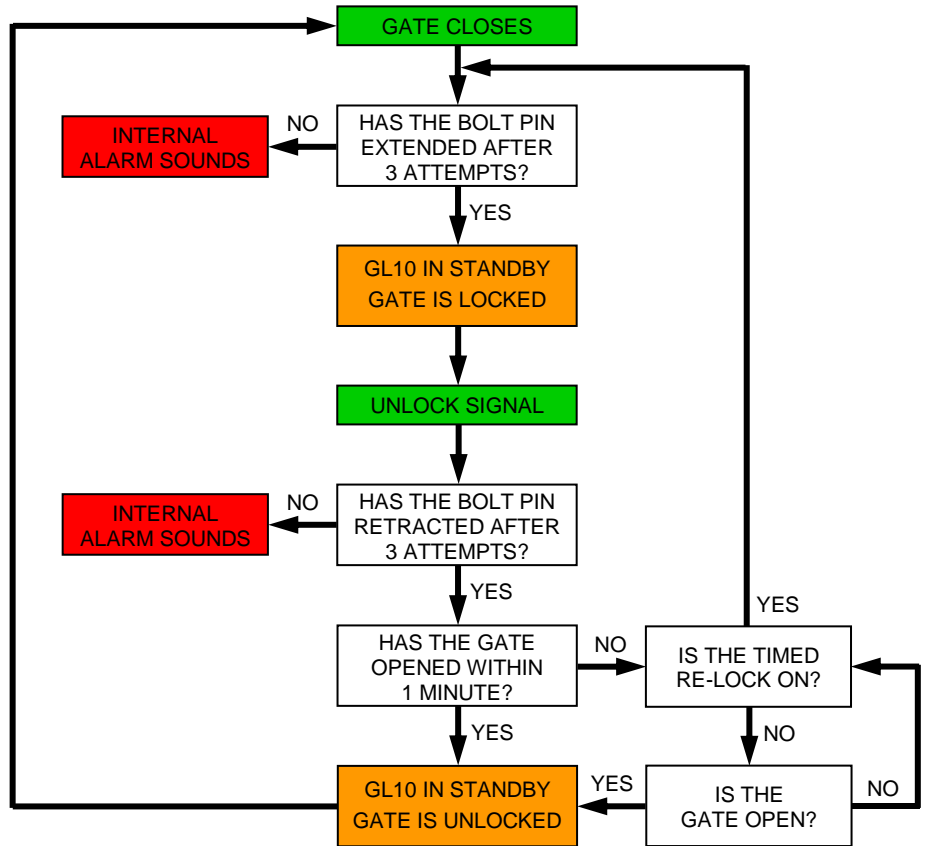 GATE CLOSES
HAS THE BOLT PIN
EXTENDED AFTER
3 ATTEMPTS?
NO
INTERNAL
ALARM SOUNDS
YES
GL10 IN STANDBY
GATE IS LOCKED
UNLOCK SIGNAL
HAS THE BOLT PIN
RETRACTED AFTER
3 ATTEMPTS?
NO
INTERNAL
ALARM SOUNDS
YES
HAS THE GATE
OPENED WITHIN
1 MINUTE?
NO
IS THE TIMED
RE-LOCK ON?
YES
YES
NO
GL10 IN STANDBY
GATE IS UNLOCKED
YES
IS THE
GATE OPEN?
NO